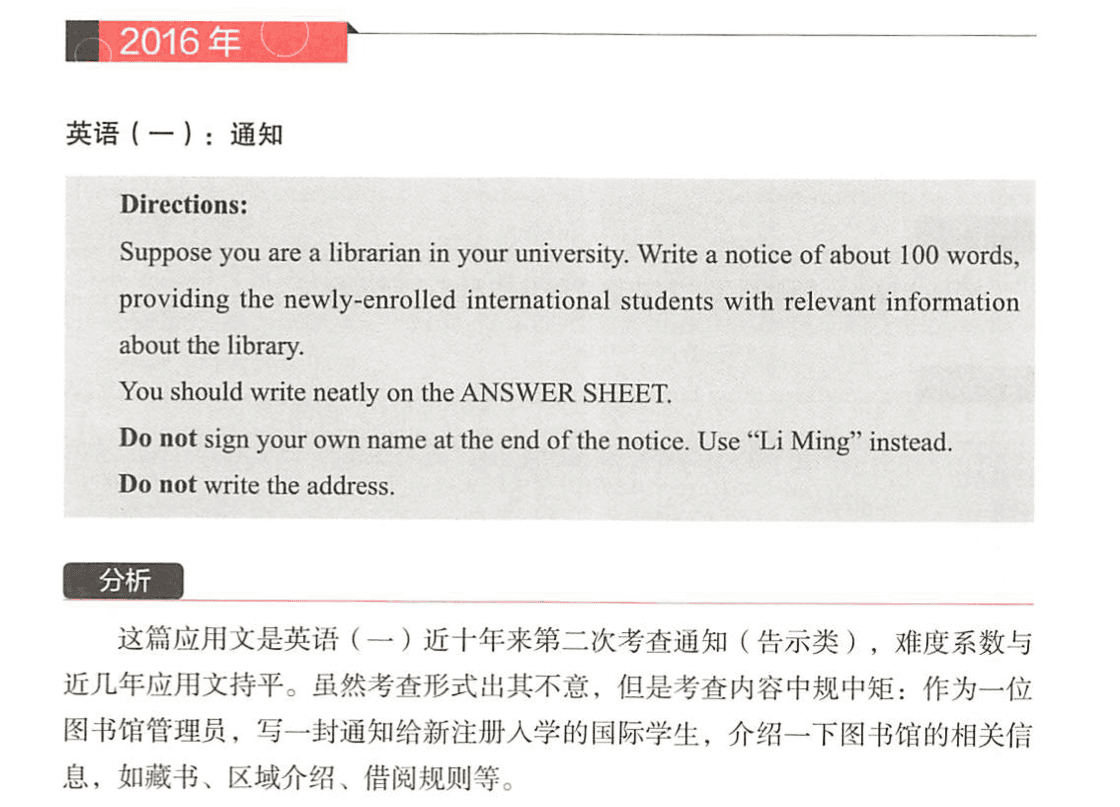 2016 年
英语（一）：通知
Directions:
Suppose you are a librarian in your university. Write a notice of about 100 words,
providing the newly-enrolled international students with relevant information
about the library.
You should write neatly on the ANSWER SHEET.
Do not sign your own name at the end of the notice. Use “Li Ming” instead.
Do not write the address.
分析
这篇应用文是英语（一）近十年来第二次考查通知（告示类），难度系数与
近几年应用文持平。虽然考查形式出其不意，但是考查内容中规中矩：作为一位
图书馆管理员，写一封通知给新注册入学的国际学生，介绍一下图书馆的相关信
息，如藏书、区域介绍、借阅规则等。